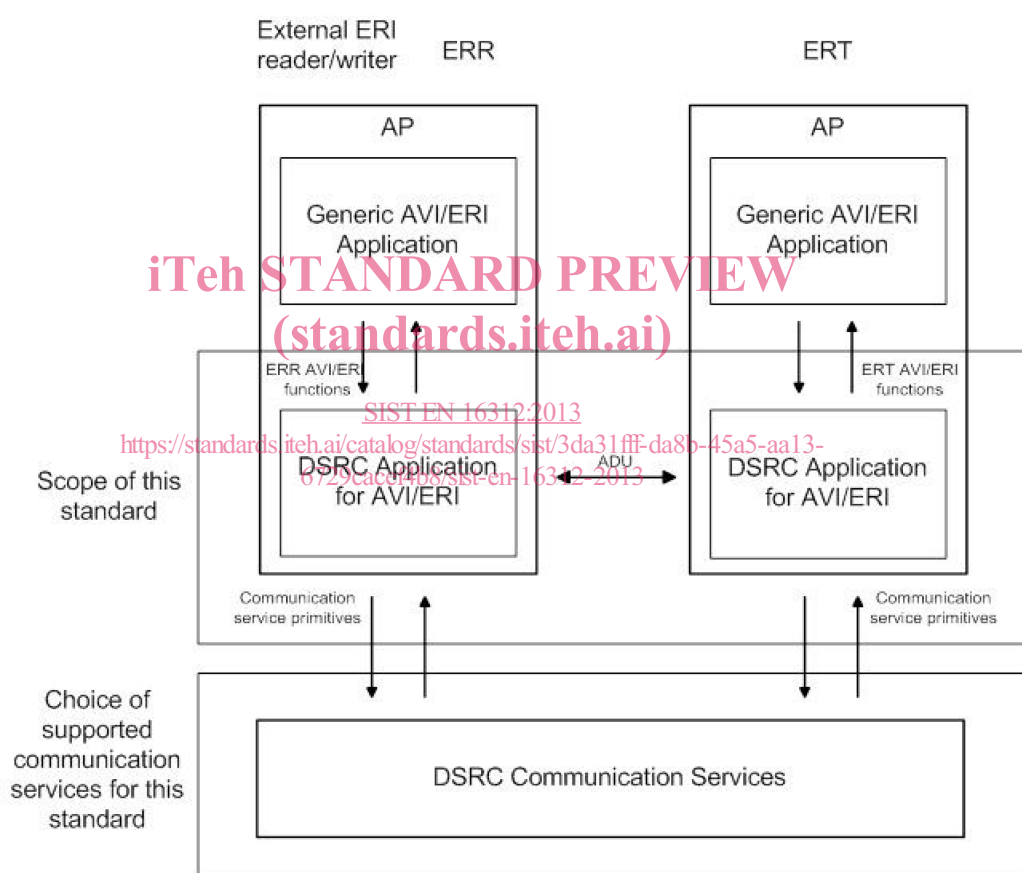 External ERI
reader/writer
ERR
ERT
AP
AP
Generic AVI/ERI
Application
Generic AVI/ERI
Application
iTeh STANDARD PREVIEW
(standards.iteh.ai)
ERR AVI/ERI
functions
ERT AVI/ERI
functions
SIST EN 16312:2013
https://standards.iteh.ai/catalog/standards/sist/3da31fff-da8b-45a5-aa13-
6729cacef4b8/sist-en-16312-2013
Scope of this
standard
DSRC Application
for AVI/ERI
ADU
DSRC Application
for AVI/ERI
Communication
service primitives
Communication
service primitives
Choice of
supported
communication
services for this
standard
DSRC Communication Services